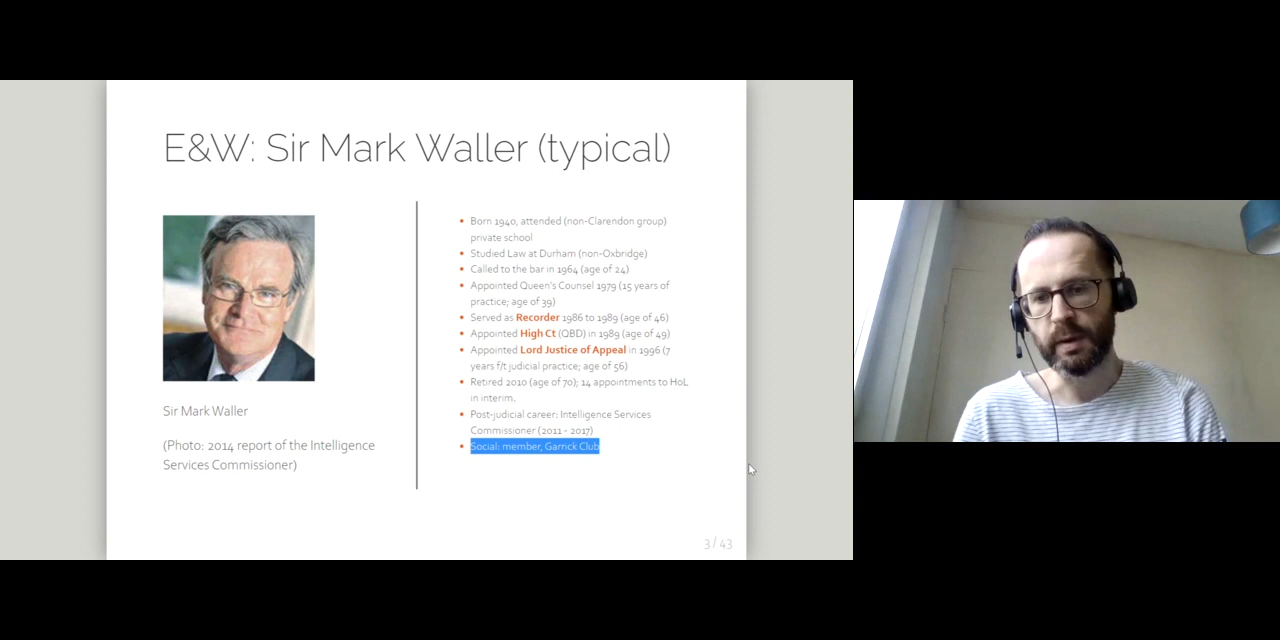 E&W: Sir Mark Waller (typical)
Sir Mark Waller
(Photo: 2014 report of the Intelligence
Services Commissioner)
Born 1940, attended (non-Clarendon group)
private school
Studied Law at Durham (non-Oxbridge)
Called to the bar in 1964 (age of 24)
Appointed Queen's Counsel 1979 (15 years of
practice; age of 39)
Served as Recorder 1986 to 1989 (age of 46)
Appointed High Ct (QBD) in 1989 (age of 49)
Appointed Lord Justice of Appeal in 1996 (7
years f/t judicial practice; age of 56)
Retired 2010 (age of 70); 14 appointments to HoL
in interim.
Post-judicial career: Intelligence Services
Commissioner (2011 - 2017)
Social: member, Garrick Club
3 / 43